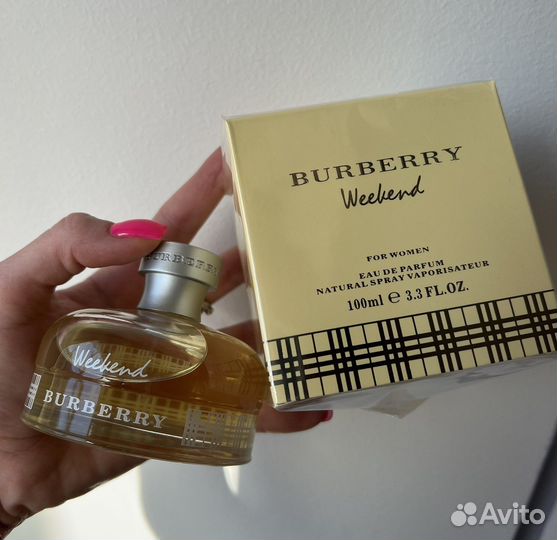 BURBERRY
Weekend
FOR WOMEN
EAU DE PARFUM
NATURAL SPRAY VAPORISATEUR
100ml e 3.3 FL.OZ.
BURBERRY
Weekend
BURBERRY
Avito